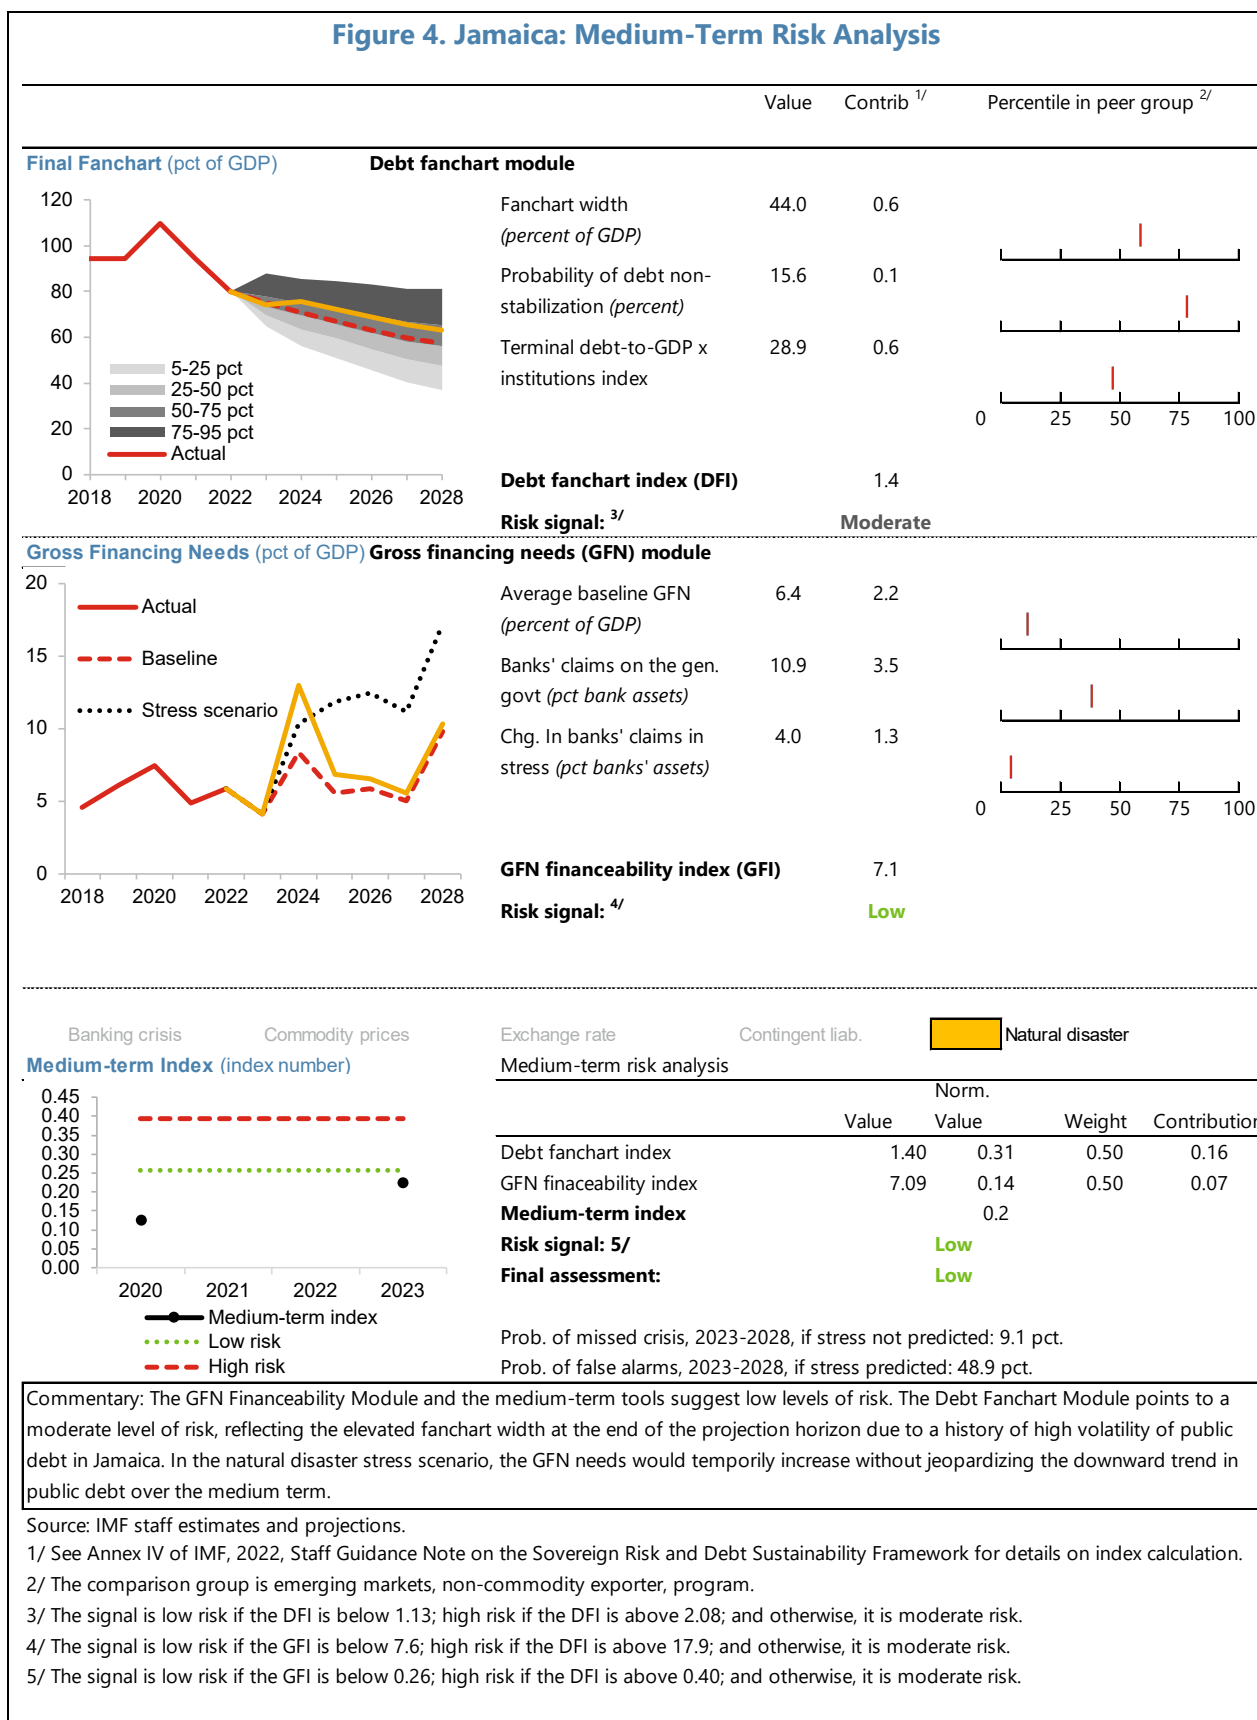 Figure 4. Jamaica: Medium-Term Risk Analysis
Value Contrib 1/ Percentile in peer group 2/
Final Fanchart (pct of GDP) Debt fanchart module
120
100
80
60
40
20
0
2018 2020 2022 2024 2026 2028
5-25 pct
25-50 pct
50-75 pct
75-95 pct
Actual
Fanchart width 44.0 0.6
(percent of GDP)
Probability of debt non- 15.6 0.1
stabilization (percent)
Terminal debt-to-GDP x 28.9 0.6
institutions index
0 25 50 75 100
Debt fanchart index (DFI) 1.4
Risk signal: 3/ Moderate
Gross Financing Needs (pct of GDP) Gross financing needs (GFN) module
20
15
10
5
0
2018 2020 2022 2024 2026 2028
Actual
Baseline
Stress scenario
Average baseline GFN 6.4 2.2
(percent of GDP)
Banks' claims on the gen. 10.9 3.5
govt (pct bank assets)
Chg. In banks' claims in 4.0 1.3
stress (pct banks' assets)
0 25 50 75 100
GFN financeability index (GFI) 7.1
Risk signal: 4/ Low
Banking crisis Commodity prices Exchange rate Contingent liab. Natural disaster
Medium-term Index (index number)
0.45
0.40
0.35
0.30
0.25
0.20
0.15
0.10
0.05
0.00
2020 2021 2022 2023
Medium-term index
Low risk
High risk
Medium-term risk analysis
Norm.
Value Value Weight Contribution
Debt fanchart index 1.40 0.31 0.50 0.16
GFN finaceability index 7.09 0.14 0.50 0.07
Medium-term index 0.2
Risk signal: 5/ Low
Final assessment: Low
Prob. of missed crisis, 2023-2028, if stress not predicted: 9.1 pct.
Prob. of false alarms, 2023-2028, if stress predicted: 48.9 pct.
Commentary: The GFN Financeability Module and the medium-term tools suggest low levels of risk. The Debt Fanchart Module points to a
moderate level of risk, reflecting the elevated fanchart width at the end of the projection horizon due to a history of high volatility of public
debt in Jamaica. In the natural disaster stress scenario, the GFN needs would temporily increase without jeopardizing the downward trend in
public debt over the medium term.
Source: IMF staff estimates and projections.
1/ See Annex IV of IMF, 2022, Staff Guidance Note on the Sovereign Risk and Debt Sustainability Framework for details on index calculation.
2/ The comparison group is emerging markets, non-commodity exporter, program.
3/ The signal is low risk if the DFI is below 1.13; high risk if the DFI is above 2.08; and otherwise, it is moderate risk.
4/ The signal is low risk if the GFI is below 7.6; high risk if the DFI is above 17.9; and otherwise, it is moderate risk.
5/ The signal is low risk if the GFI is below 0.26; high risk if the DFI is above 0.40; and otherwise, it is moderate risk.